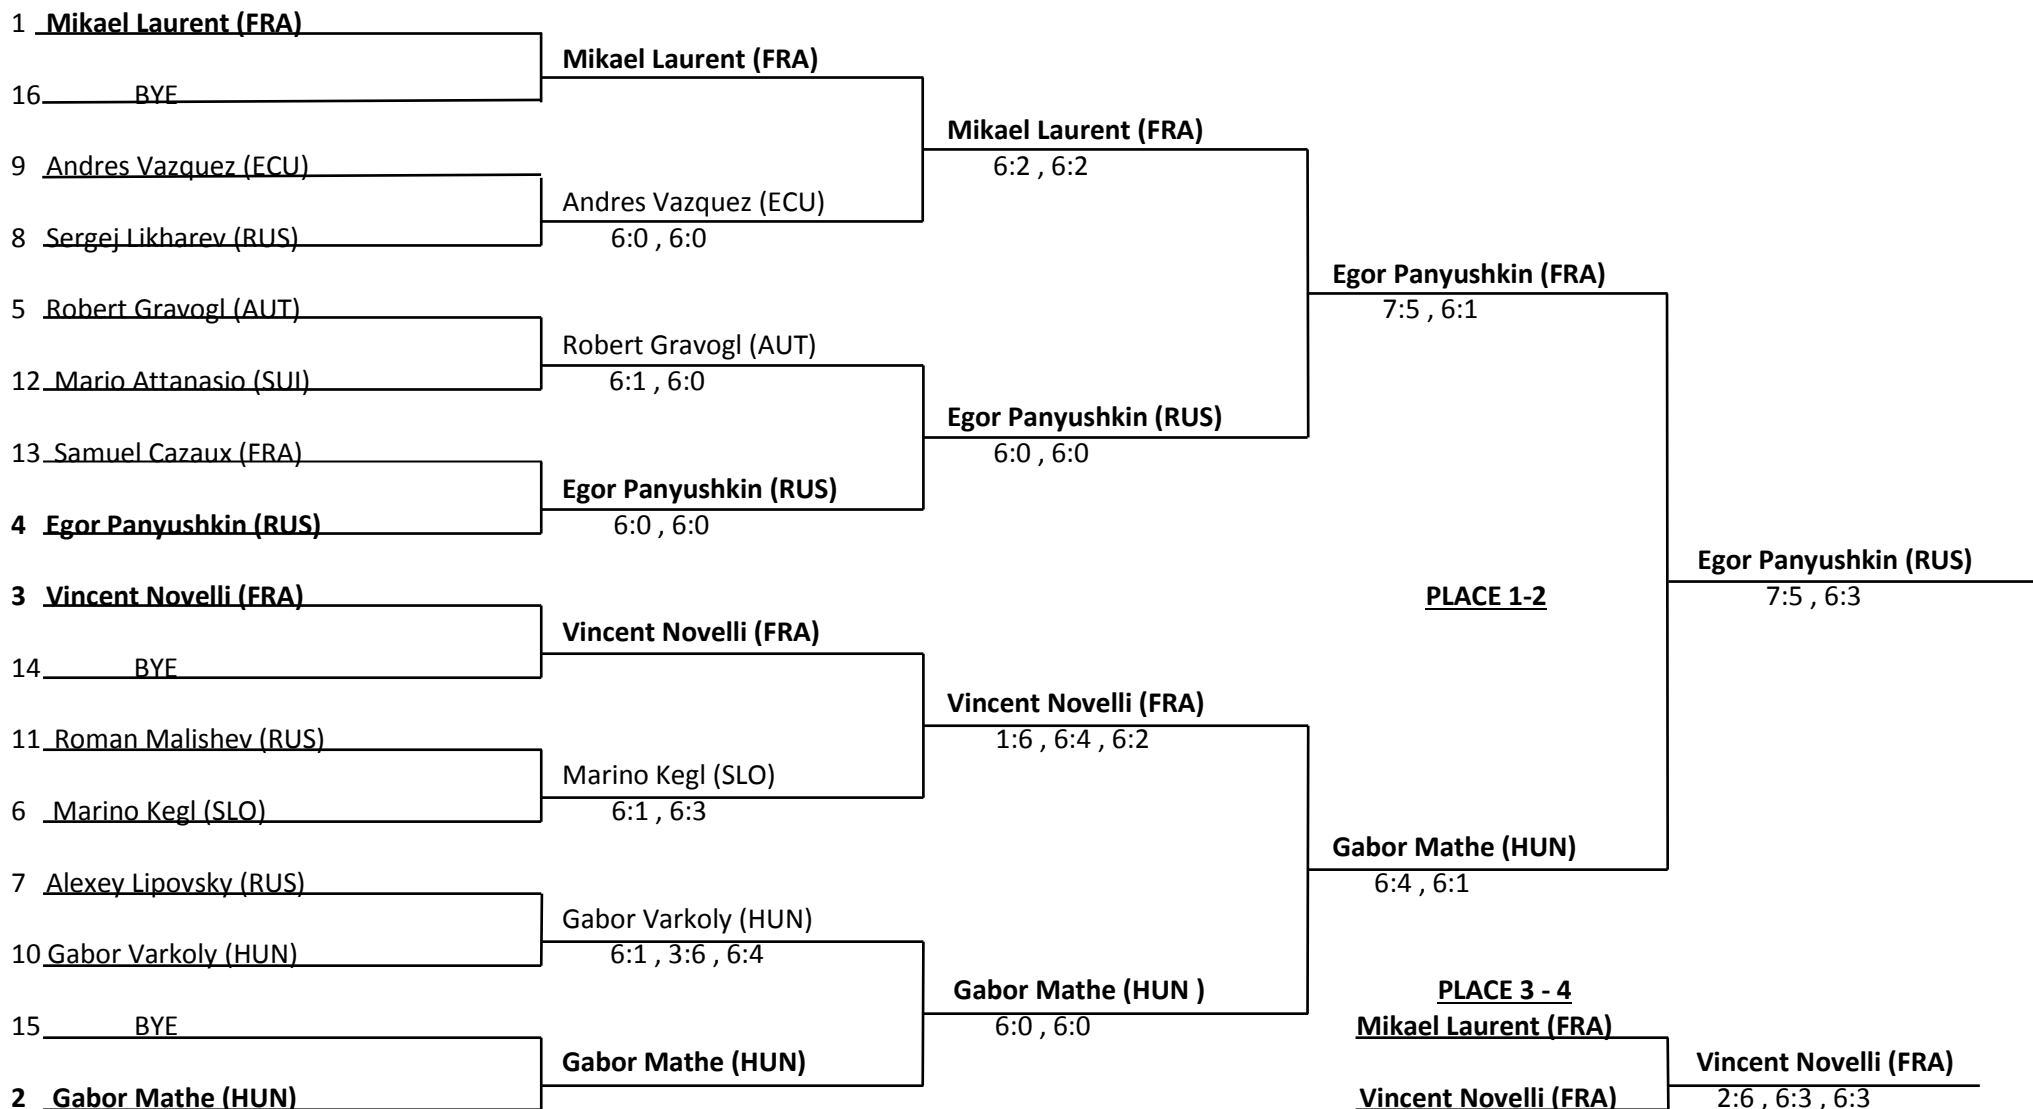 1 Mikael Laurent (FRA)
Mikael Laurent (FRA)
16 BYE
Mikael Laurent (FRA)
6:2 , 6:2
9 Andres Vazquez (ECU)
Andres Vazquez (ECU)
6:0 , 6:0
8 Sergej Likharev (RUS)
Egor Panyushkin (FRA)
7:5 , 6:1
5 Robert Gravogl (AUT)
Robert Gravogl (AUT)
6:1 , 6:0
12 Mario Attanasio (SUI)
Egor Panyushkin (RUS)
6:0 , 6:0
13 Samuel Cazaux (FRA)
Egor Panyushkin (RUS)
6:0 , 6:0
4 Egor Panyushkin (RUS)
Egor Panyushkin (RUS)
7:5 , 6:3
3 Vincent Novelli (FRA)
PLACE 1-2
Vincent Novelli (FRA)
14 BYE
Vincent Novelli (FRA)
1:6 , 6:4 , 6:2
11 Roman Malishev (RUS)
Marino Kegl (SLO)
6:1 , 6:3
6 Marino Kegl (SLO)
Gabor Mathe (HUN)
6:4 , 6:1
7 Alexey Lipovsky (RUS)
Gabor Varkoly (HUN)
6:1 , 3:6 , 6:4
10 Gabor Varkoly (HUN)
Gabor Mathe (HUN )
6:0 , 6:0
PLACE 3 - 4
15 BYE
Mikael Laurent (FRA)
Gabor Mathe (HUN)
Vincent Novelli (FRA)
2 Gabor Mathe (HUN)
Vincent Novelli (FRA)
2:6 , 6:3 , 6:3